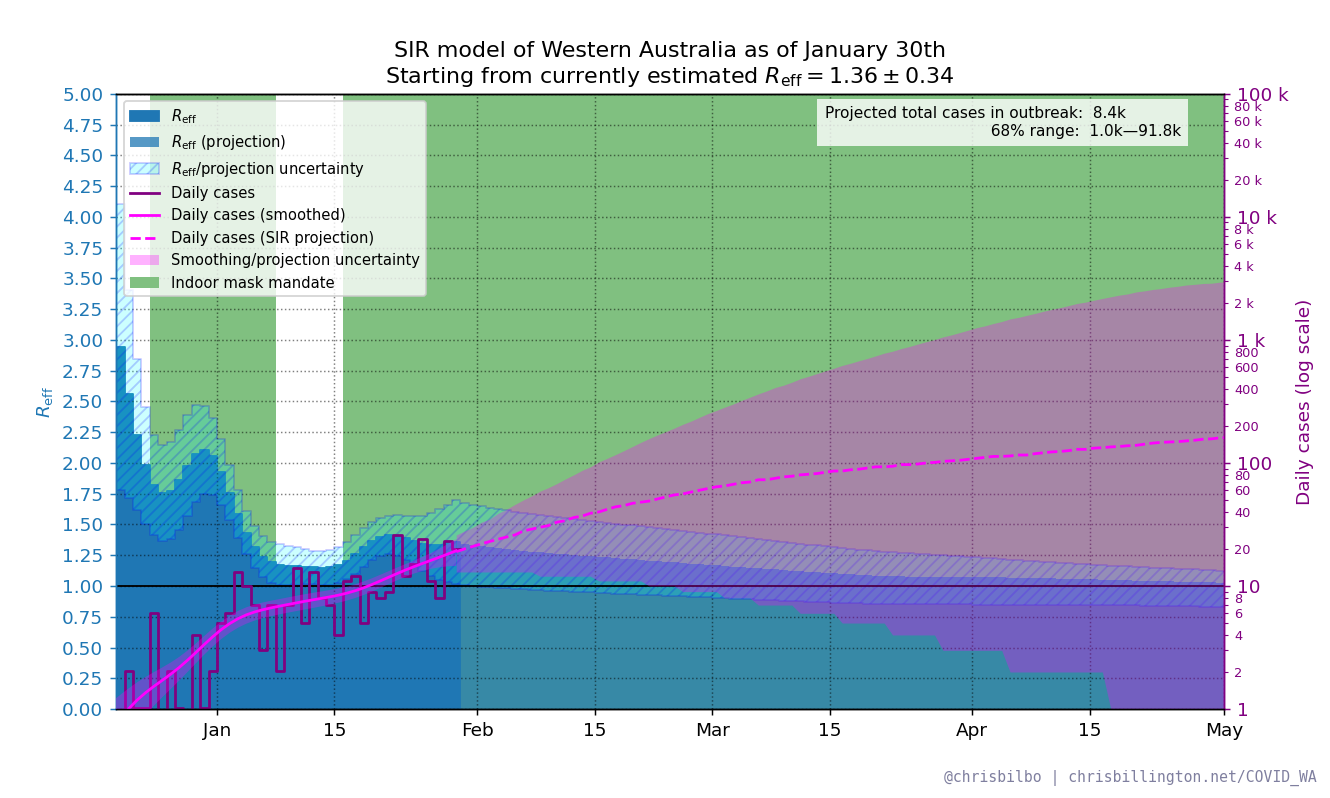 SIR model of Western Australia as of January 30th
Starting from currently estimated Reff = 1.36 ± 0.34
Reff
Reff (projection)
Reff/projection uncertainty
Daily cases
Daily cases (smoothed)
Daily cases (SIR projection)
Smoothing/projection uncertainty
Indoor mask mandate
Projected total cases in outbreak: 8.4k
68% range: 1.0k—91.8k
5.00
4.75
4.50
4.25
4.00
3.75
3.50
3.25
3.00
2.75
2.50
2.25
2.00
1.75
1.50
1.25
1.00
0.75
0.50
0.25
0.00
Reff
100 k
80 k
60 k
40 k
20 k
10 k
8 k
6 k
4 k
2 k
1 k
800
600
400
200
100
80
60
40
20
10
8
6
4
2
1
Daily cases (log scale)
Jan 15 Feb 15 Mar 15 Apr 15 May
@chrisbilbo | chrisbillington.net/COVID_WA